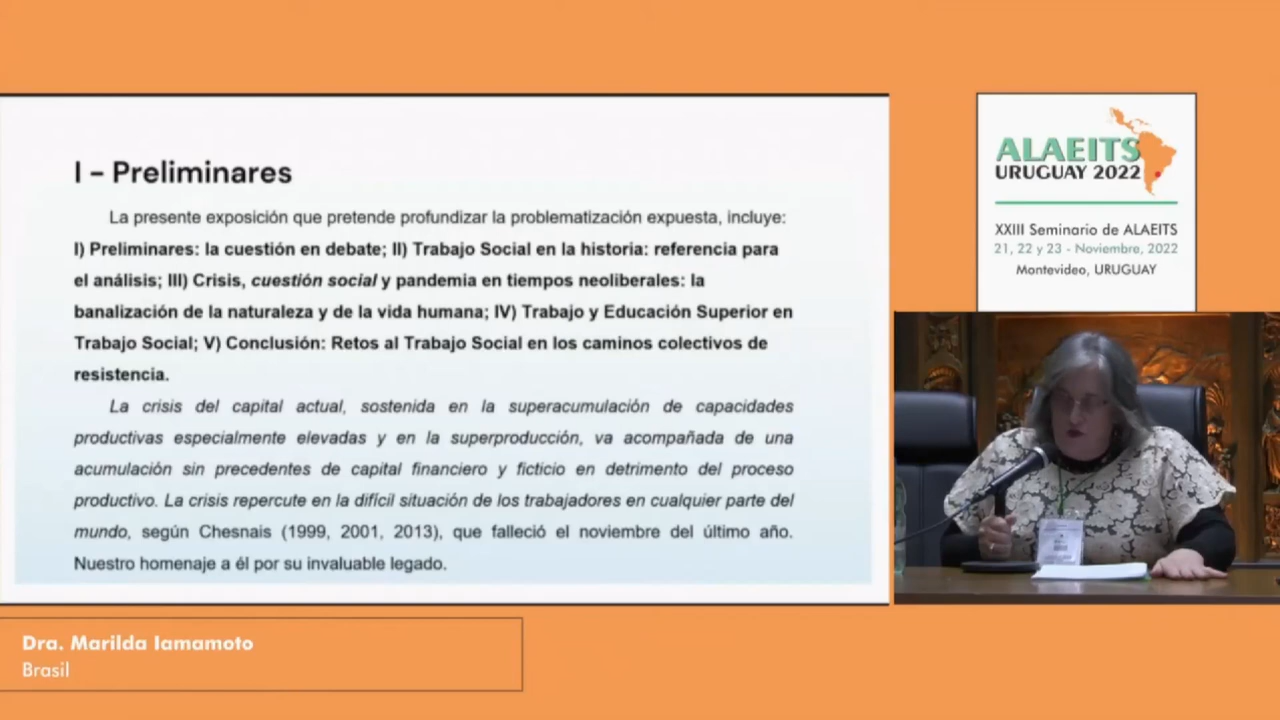 I – Preliminares
La presente exposición que pretende profundizar la problematización expuesta, incluye:
I) Preliminares: la cuestión en debate; II) Trabajo Social en la historia: referencia para
el análisis; III) Crisis, cuestión social y pandemia en tiempos neoliberales: la
banalización de la naturaleza y de la vida humana; IV) Trabajo y Educación Superior en
Trabajo Social; V) Conclusión: Retos al Trabajo Social en los caminos colectivos de
resistencia.
La crisis del capital actual, sostenida en la superacumulación de capacidades
productivas especialmente elevadas y en la superproducción, va acompañada de una
acumulación sin precedentes de capital financiero y ficticio en detrimento del proceso
productivo. La crisis repercute en la difícil situación de los trabajadores en cualquier parte del
mundo, según Chesnais (1999, 2001, 2013), que falleció el noviembre del último año.
Nuestro homenaje a él por su invaluable legado.
ALAEITS
URUGUAY 2022
XXIII Seminario de ALAEITS
21, 22 y 23 - Noviembre, 2022
Montevideo, URUGUAY
Dra. Marilda Iamamoto
Brasil